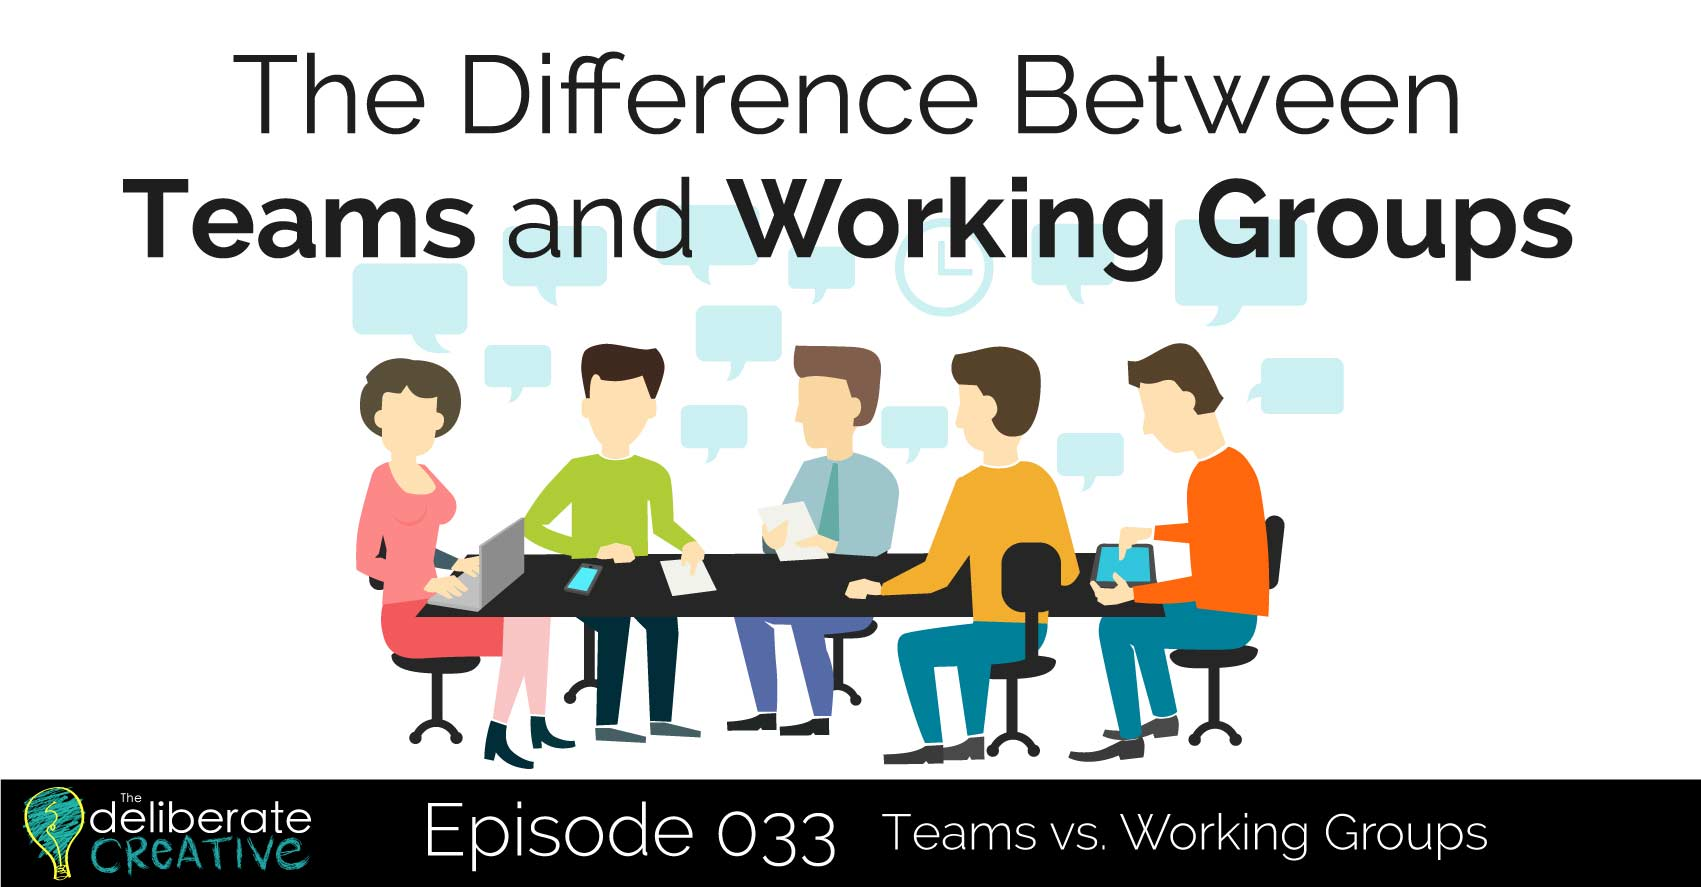 The Difference Between
Teams and Working Groups
The
deliberate
CREATIVE
Episode 033
Teams vs. Working Groups